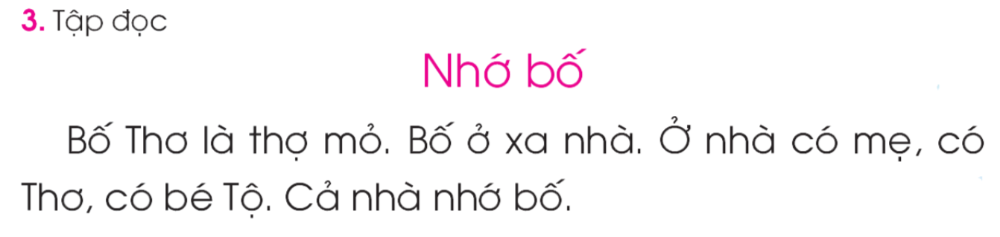 3. Tập đọc
Nhớ bố
Bố Thơ là thợ mỏ. Bố ở xa nhà. Ở nhà có mẹ, có
Thơ, có bé Tộ. Cả nhà nhớ bố.